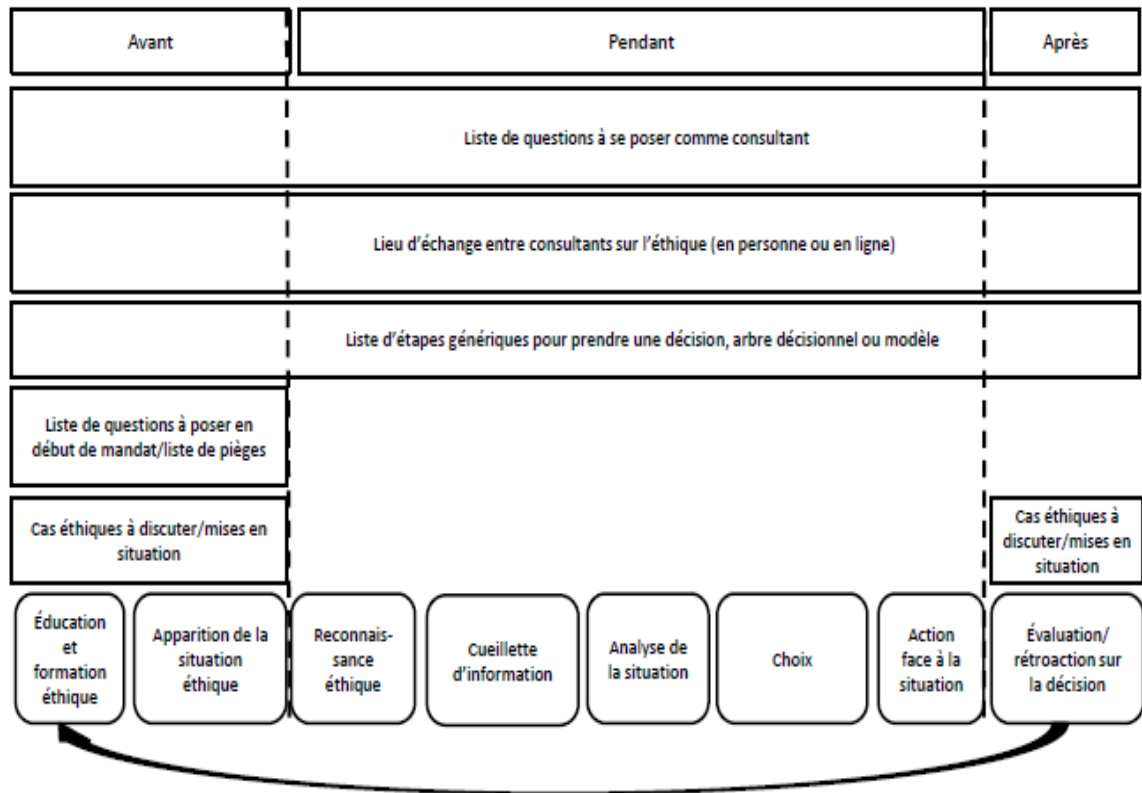 Avant
Pendant
Après
Liste de questions à se poser comme consultant
Lieu d'échange entre consultants sur l'éthique (en personne ou en ligne)
Liste d'étapes génériques pour prendre une décision, arbre décisionnel ou modèle
Liste de questions à poser en
début de mandat/liste de pièges
Cas éthiques à discuter/mises en
situation
Cas éthiques à
discuter/mises en
situation
Éducation
et
formation
éthique
Apparition de la
situation
éthique
Reconnais-
sance
éthique
Cueillette
d'information
Analyse de
la situation
Choix
Action
face à la
situation
Évaluation/
rétroaction sur
la décision